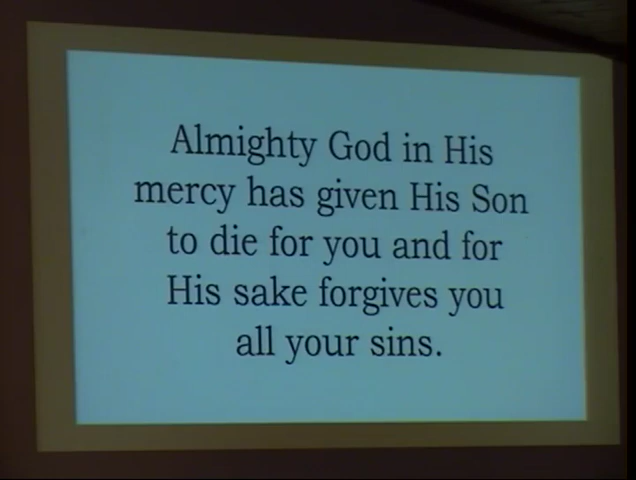 Almighty God in His
mercy has given His Son
to die for you and for
His sake forgives you
all your sins.